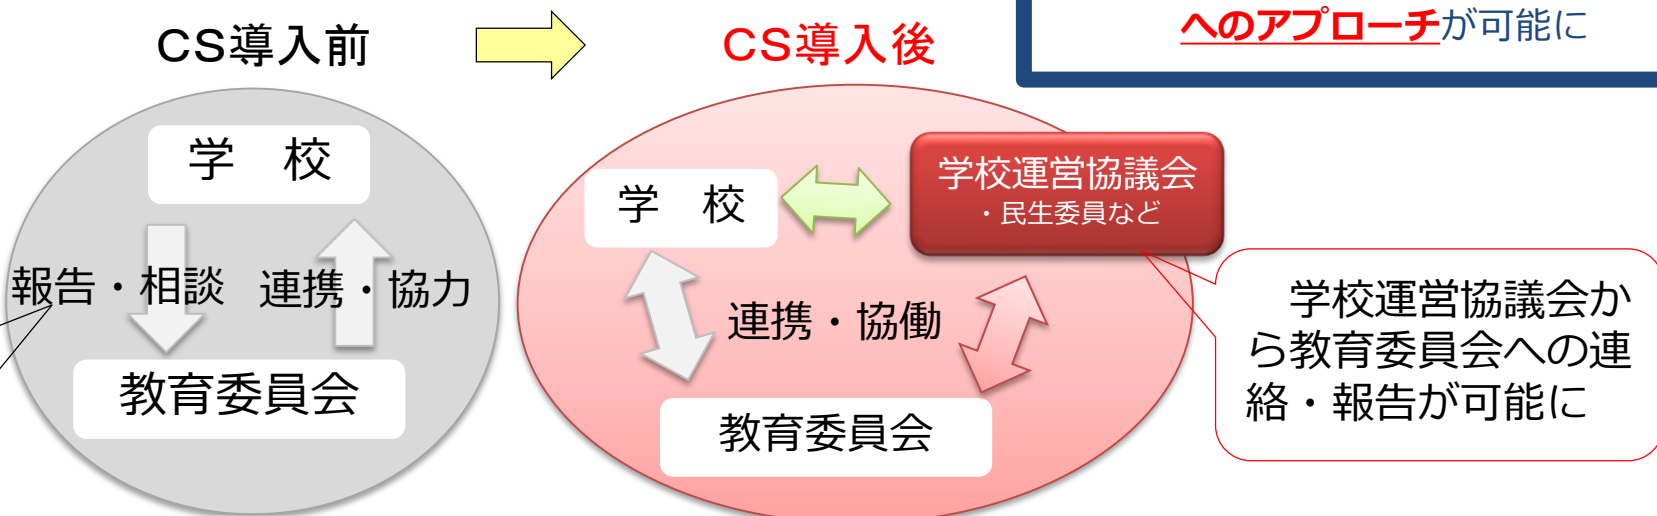 へのアプローチが可能に
CS導入前
CS導入後
学　校
報告・相談
連携・協力
教育委員会
学　校
学校運営協議会
・民生委員など
連携・協働
教育委員会
　学校運営協議会か
ら教育委員会への連
絡・報告が可能に